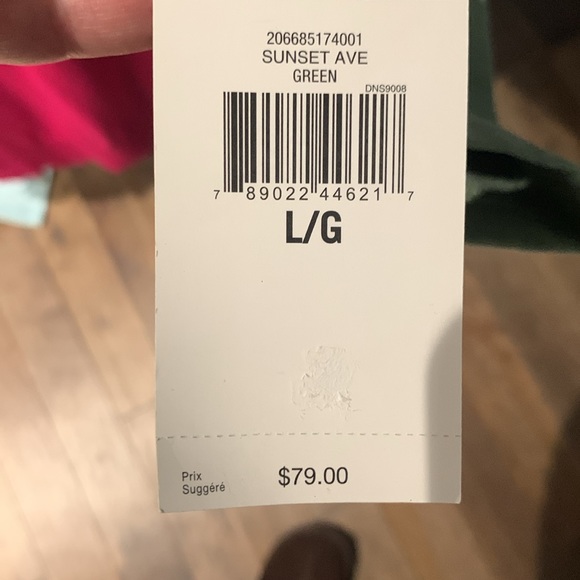 206685174001
SUNSET AVE
GREEN
DNS9008
7 89022 44621 7
L/G
Prix
Suggéré
$79.00